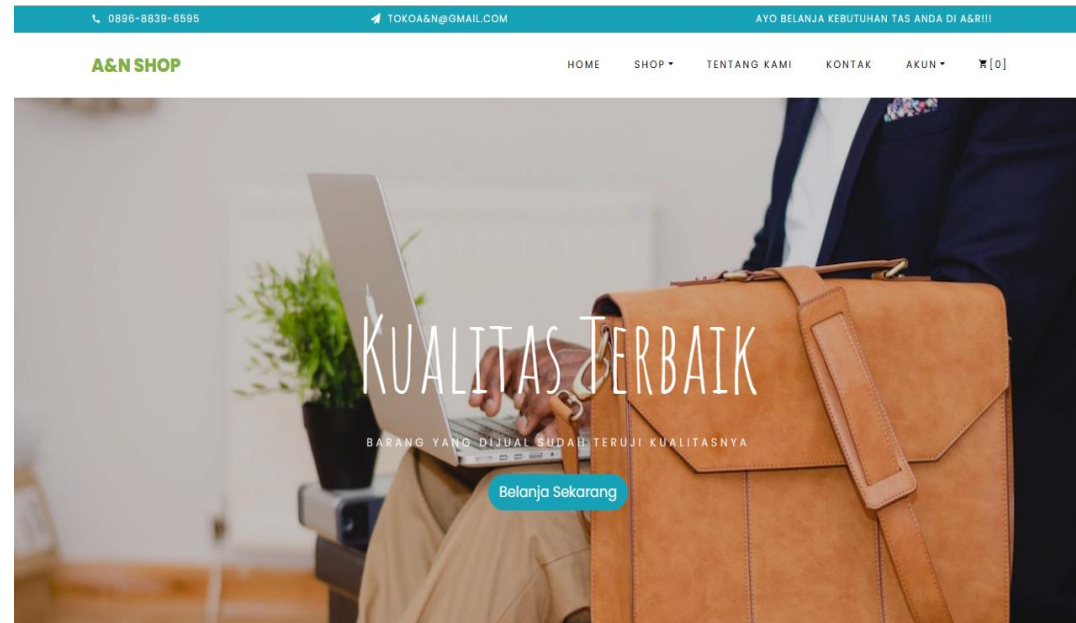 0896-8839-6595
TOKOA&N@GMAIL.COM
AYO BELANJA KEBUTUHAN TAS ANDA DI A&R!!!
A&N SHOP
HOME SHOP TENTANG KAMI KONTAK AKUN [0]
KUALITAS TERBAIK
BARANG YANG DIJUAL SUDAH TERUJI KUALITASNYA
Belanja Sekarang